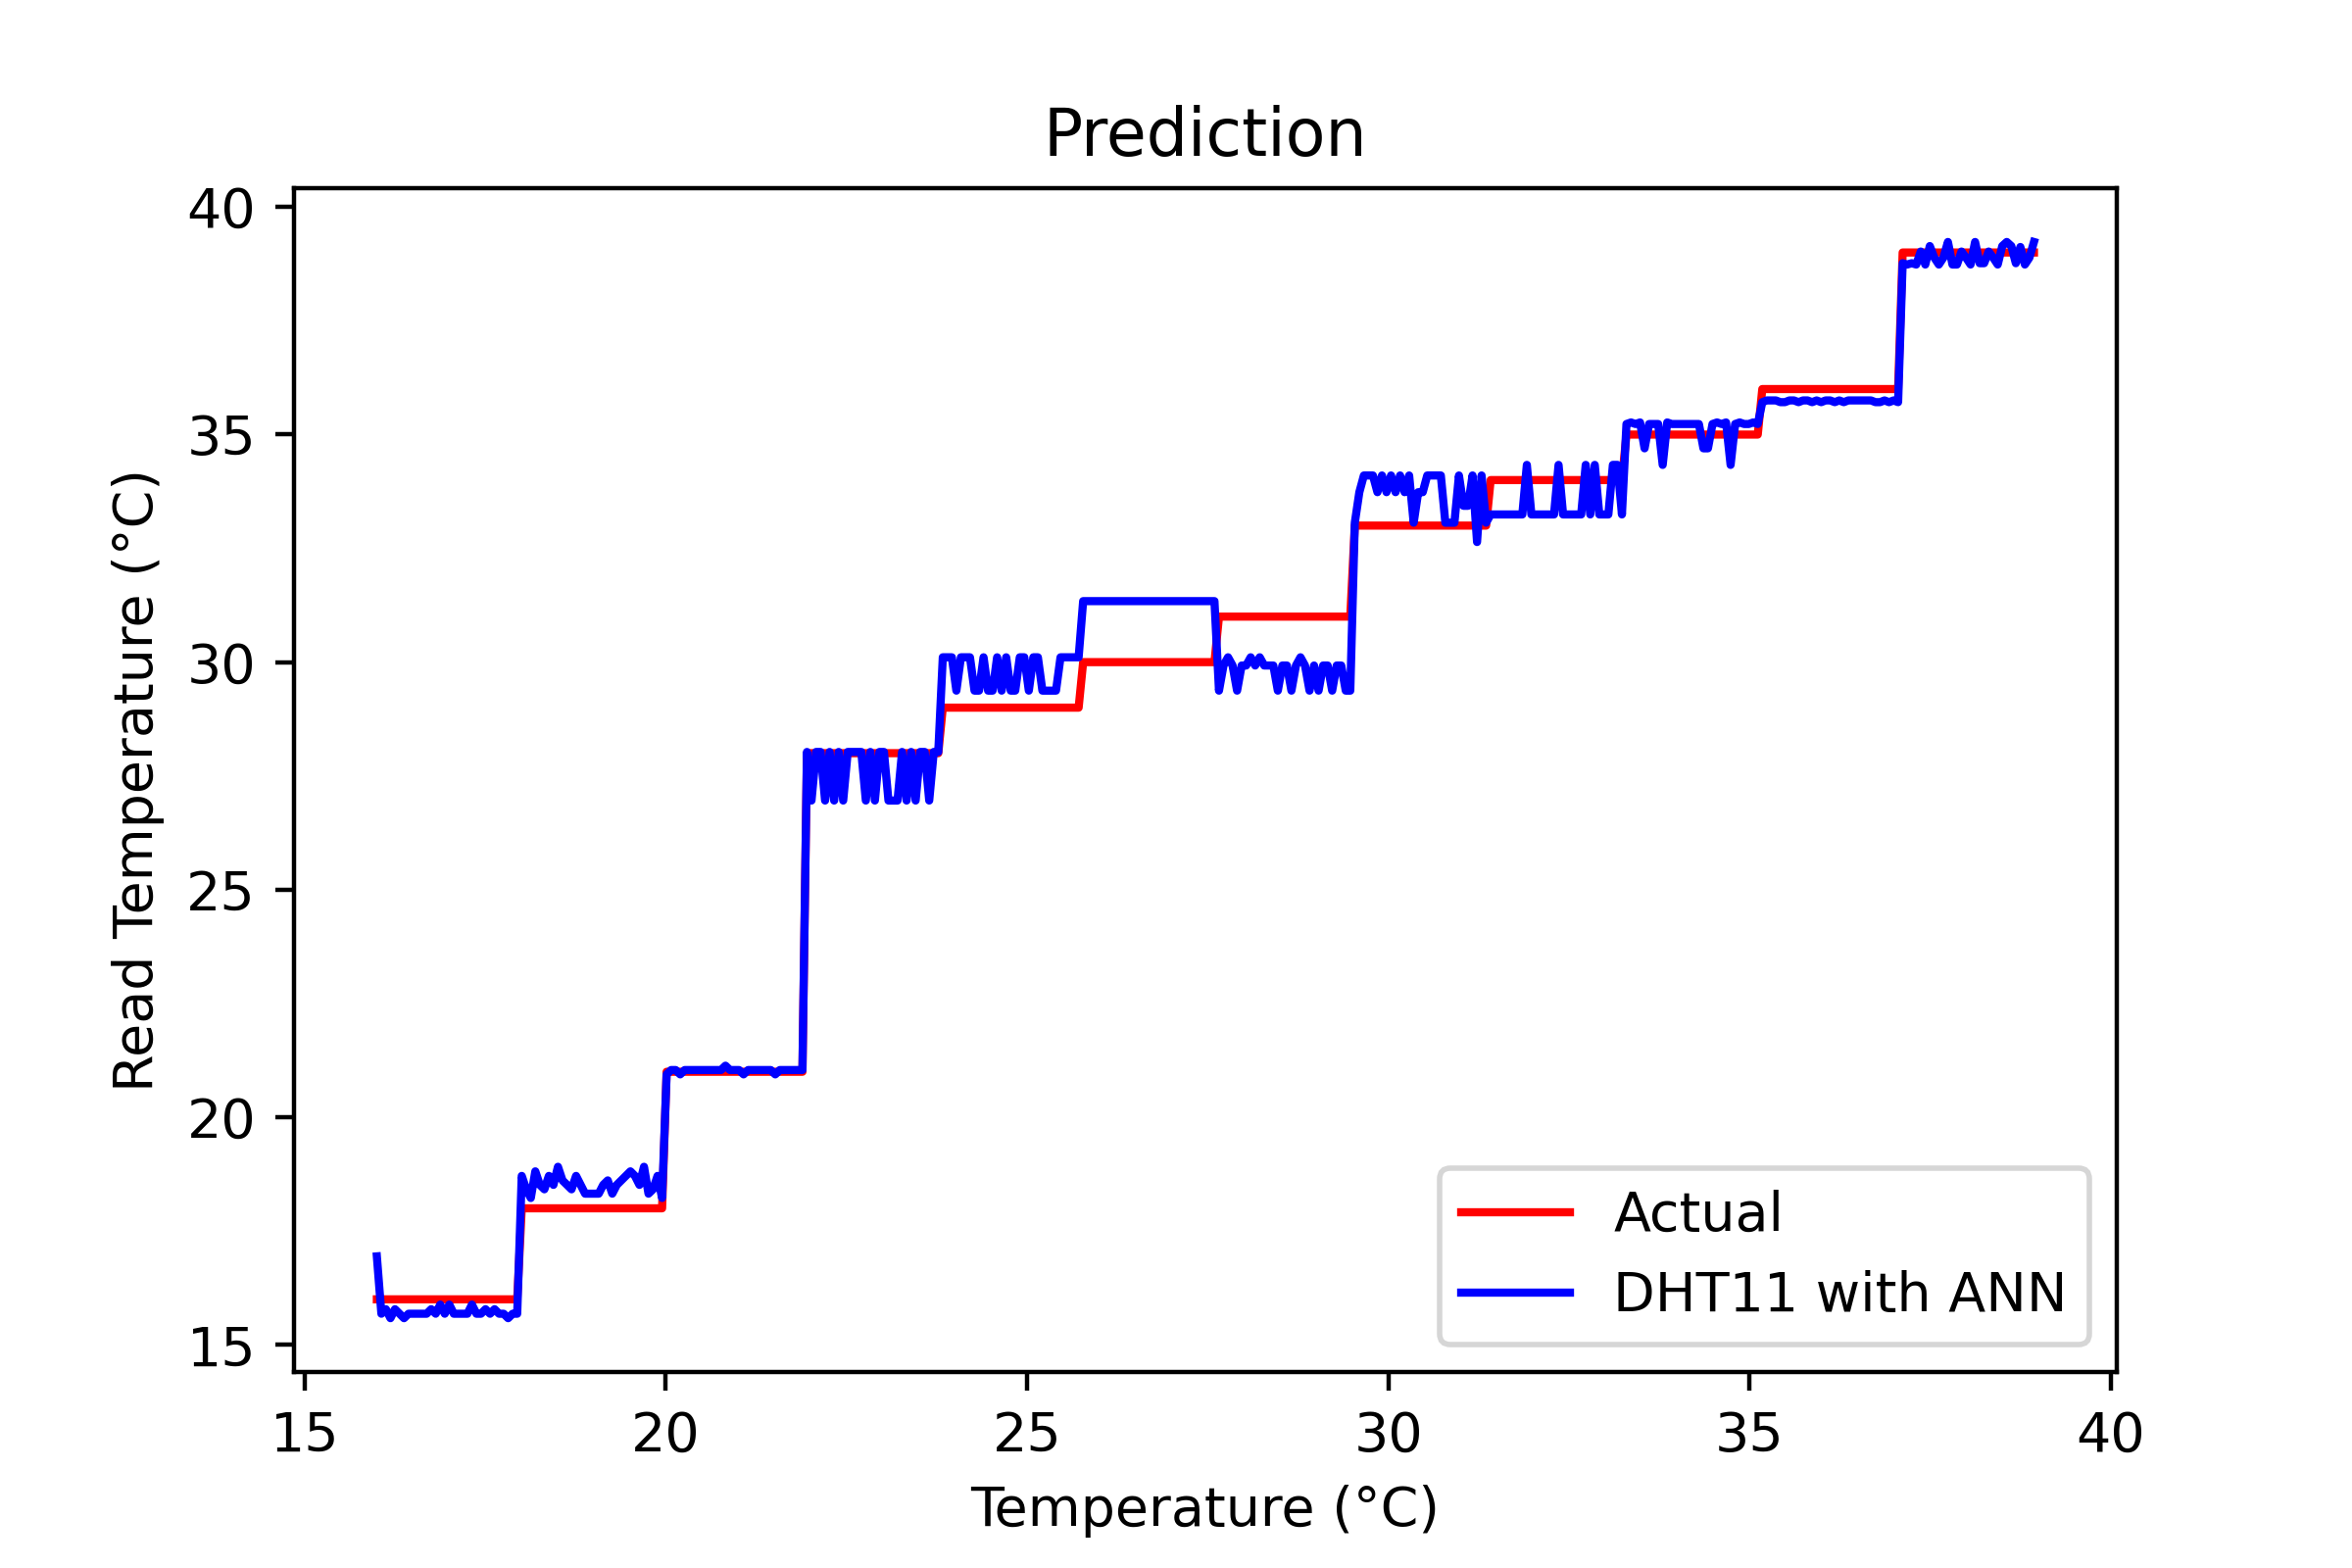 Prediction
Read Temperature (°C)
40
35
30
25
20
15
Actual
DHT11 with ANN
15 20 25 30 35 40
Temperature (°C)